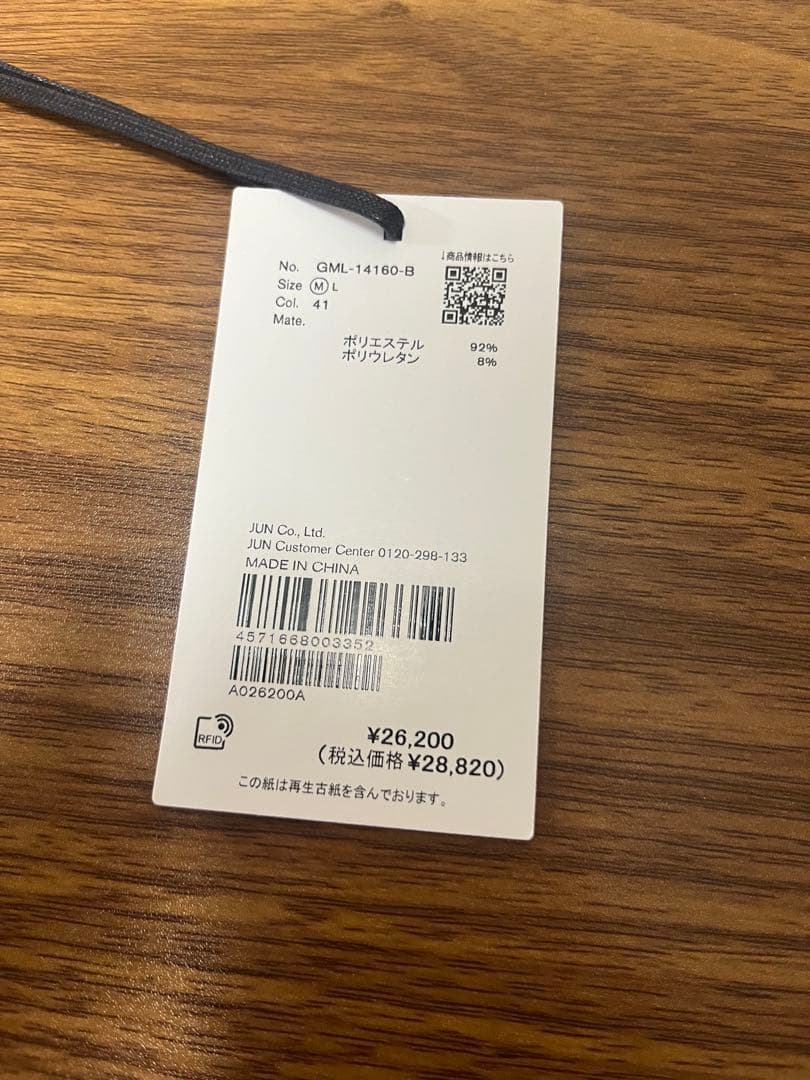 ↓商品情報はこちら
No. GML-14160-B
Size Ⓜ L
Col. 41
Mate.
ポリエステル 92%
ポリウレタン 8%
JUN Co., Ltd.
JUN Customer Center 0120-298-133
MADE IN CHINA
4571668003352
A026200A
RFID
¥26,200
(税込価格¥28,820)
この紙は再生古紙を含んでおります。